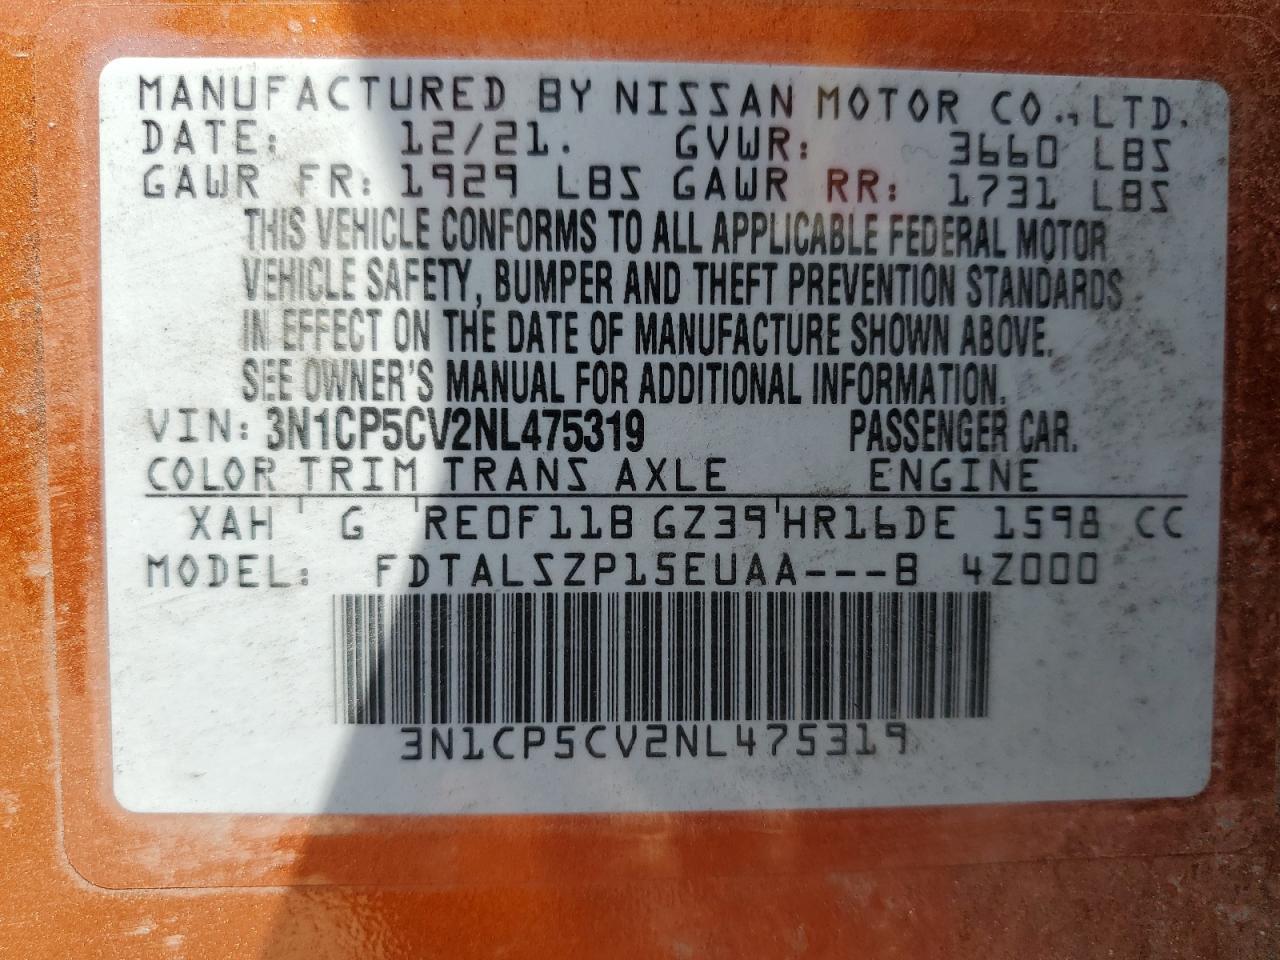 MANUFACTURED BY NISSAN MOTOR CO., LTD.
DATE: 12/21. GVWR: 3660 LBS
GAWR FR: 1929 LBS GAWR RR: 1731 LBS
THIS VEHICLE CONFORMS TO ALL APPLICABLE FEDERAL MOTOR
VEHICLE SAFETY, BUMPER AND THEFT PREVENTION STANDARDS
IN EFFECT ON THE DATE OF MANUFACTURE SHOWN ABOVE.
SEE OWNER'S MANUAL FOR ADDITIONAL INFORMATION.
VIN: 3N1CP5CV2NL475319 PASSENGER CAR.
COLOR TRIM TRANS AXLE ENGINE
XAH G RE0F11B GZ39 HR16DE 1598 CC
MODEL: FDTALSZP15EUAA---B 4Z000
3N1CP5CV2NL475319